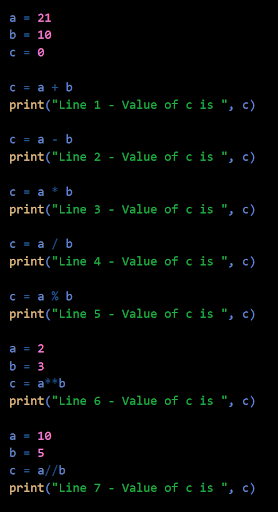 a = 21
b = 10
c = 0
c = a + b
print("Line 1 - Value of c is ", c)
c = a - b
print("Line 2 - Value of c is ", c)
c = a * b
print("Line 3 - Value of c is ", c)
c = a / b
print("Line 4 - Value of c is ", c)
c = a % b
print("Line 5 - Value of c is ", c)
a = 2
b = 3
c = a**b
print("Line 6 - Value of c is ", c)
a = 10
b = 5
c = a//b
print("Line 7 - Value of c is ", c)